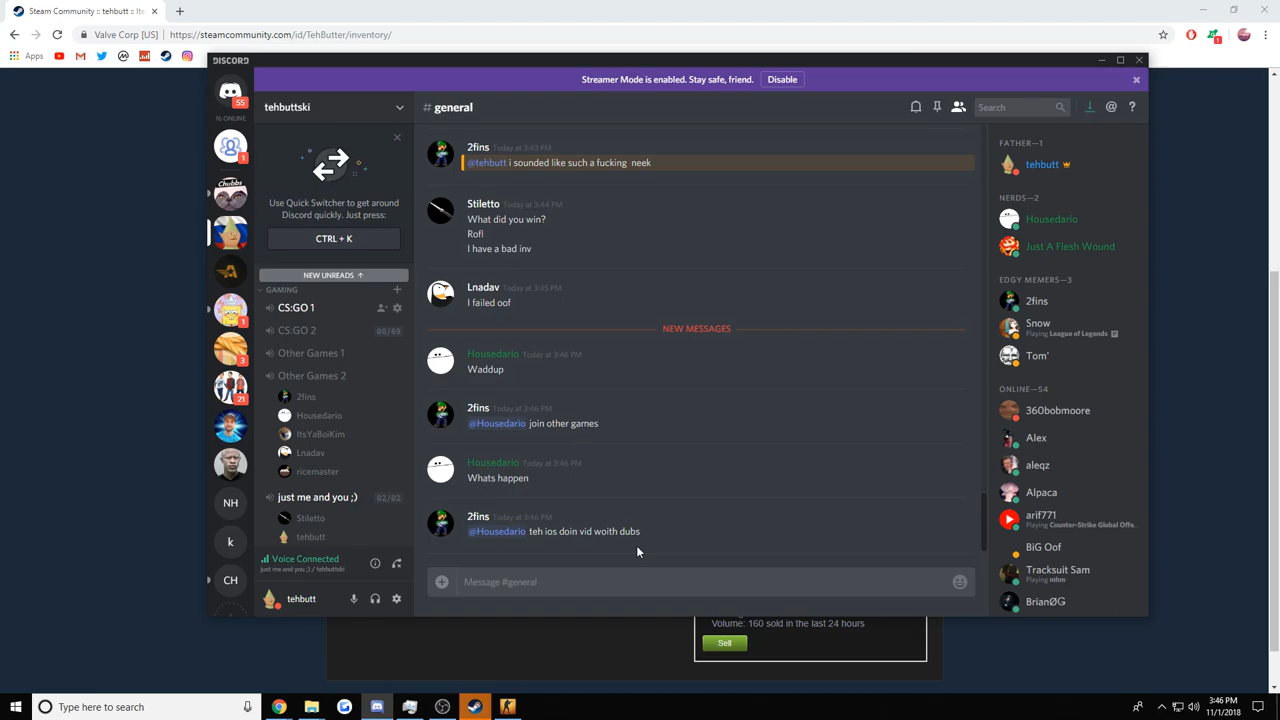 Steam Community :: tehbutt :: Ite
Valve Corp [US]
https://steamcommunity.com/id/TehButter/inventory/
1
Apps
DISCORD
Streamer Mode is enabled. Stay safe, friend.
Disable
55
16 ONLINE
1
Chubbs
1
3
21
NH
k
CH
tehbuttski
Use Quick Switcher to get around
Discord quickly. Just press:
CTRL + K
NEW UNREADS ↑
GAMING
CS:GO 1
CS:GO 2
00/69
Other Games 1
Other Games 2
2fins
Housedario
ItsYaBoiKim
Lnadav
ricemaster
just me and you ;)
02/02
Stiletto
tehbutt
Voice Connected
just me and you ;) / tehbuttski
tehbutt
# general
Search
2fins Today at 3:43 PM
@tehbutt i sounded like such a fucking neek
Stiletto Today at 3:44 PM
What did you win?
Rofl
I have a bad inv
Lnadav Today at 3:45 PM
I failed oof
NEW MESSAGES
Housedario Today at 3:46 PM
Waddup
2fins Today at 3:46 PM
@Housedario join other games
Housedario Today at 3:46 PM
Whats happen
2fins Today at 3:46 PM
@Housedario teh ios doin vid woith dubs
Message #general
FATHER—1
tehbutt
NERDS—2
Housedario
Just A Flesh Wound
EDGY MEMERS—3
2fins
Snow
Playing League of Legends
Tom'
ONLINE—54
360bobmoore
Alex
aleqz
Alpaca
arif771
Playing Counter-Strike Global Offe...
BiG Oof
Tracksuit Sam
Playing mhm
BrianØG
Volume: 160 sold in the last 24 hours
Sell
Type here to search
3:46 PM
11/1/2018